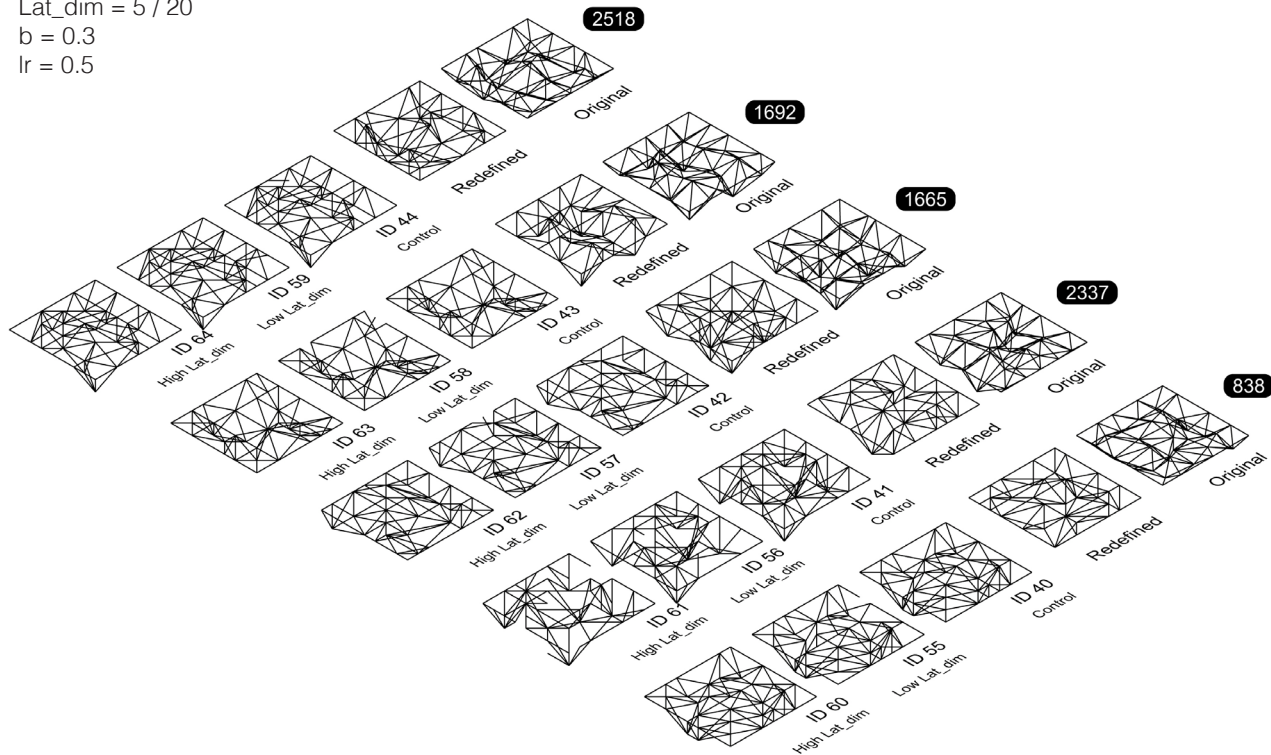 Lat_dim = 5 / 20
b = 0.3
lr = 0.5
2518
Original
Redefined
ID 44
Control
ID 59
Low Lat_dim
ID 64
High Lat_dim
1692
Original
Redefined
ID 43
Control
ID 58
Low Lat_dim
ID 63
High Lat_dim
1665
Original
Redefined
ID 42
Control
ID 57
Low Lat_dim
ID 62
High Lat_dim
2337
Original
Redefined
ID 41
Control
ID 56
Low Lat_dim
ID 61
High Lat_dim
838
Original
Redefined
ID 40
Control
ID 55
Low Lat_dim
ID 60
High Lat_dim